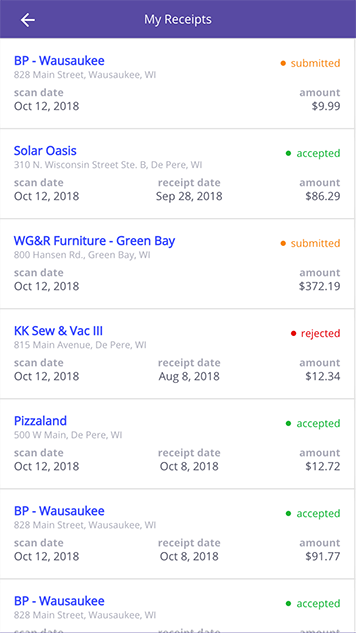 My Receipts
BP - Wausaukee submitted
828 Main Street, Wausaukee, WI
scan date amount
Oct 12, 2018 $9.99
Solar Oasis accepted
310 N. Wisconsin Street Ste. B, De Pere, WI
scan date receipt date amount
Oct 12, 2018 Sep 28, 2018 $86.29
WG&R Furniture - Green Bay submitted
800 Hansen Rd., Green Bay, WI
scan date amount
Oct 12, 2018 $372.19
KK Sew & Vac III rejected
815 Main Avenue, De Pere, WI
scan date receipt date amount
Oct 12, 2018 Aug 8, 2018 $12.34
Pizzaland accepted
500 W Main, De Pere, WI
scan date receipt date amount
Oct 12, 2018 Oct 8, 2018 $12.72
BP - Wausaukee accepted
828 Main Street, Wausaukee, WI
scan date receipt date amount
Oct 12, 2018 Oct 8, 2018 $91.77
BP - Wausaukee accepted
828 Main Street, Wausaukee, WI
scan date receipt date amount